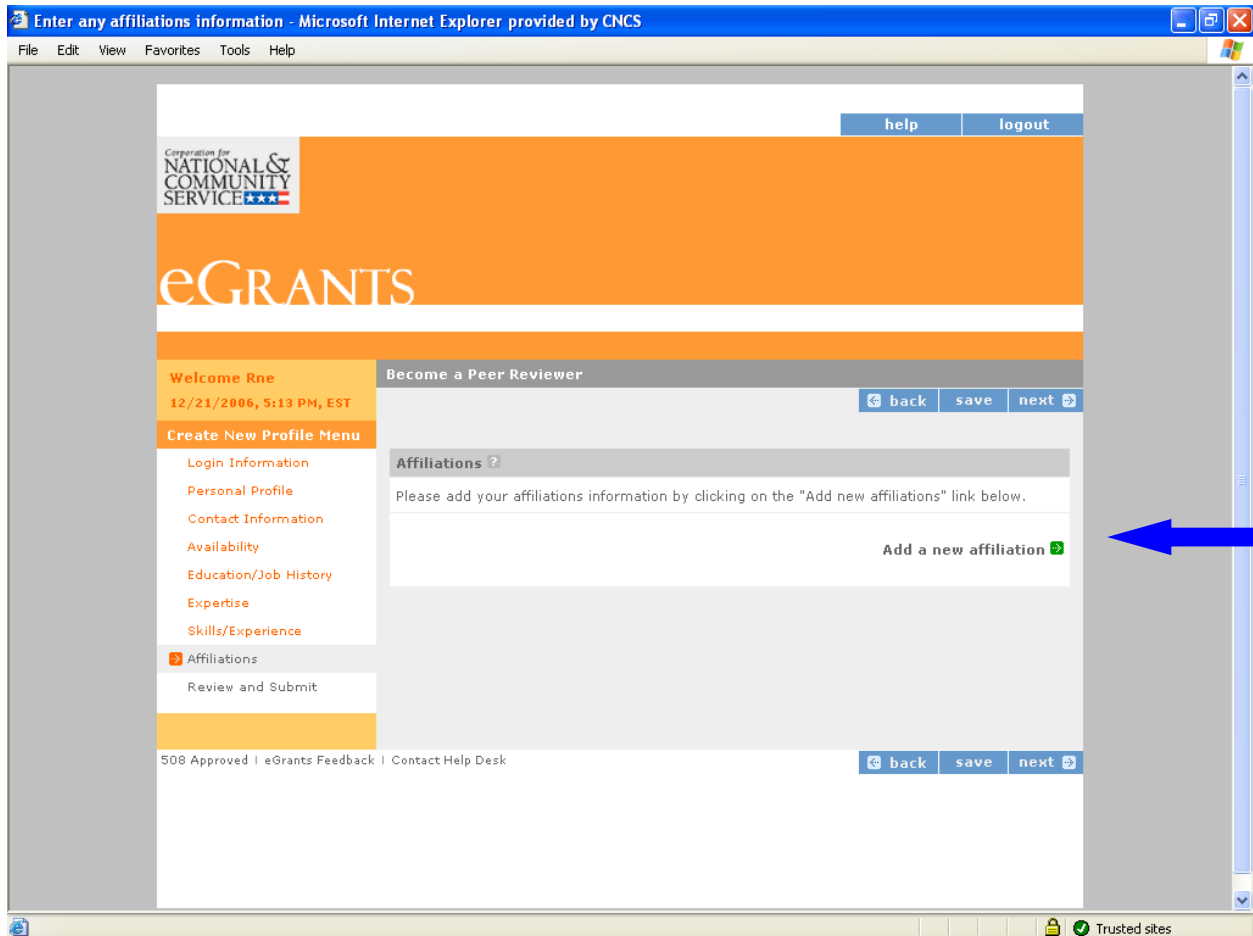 Enter any affiliations information - Microsoft Internet Explorer provided by CNCS
File Edit View Favorites Tools Help
help logout
Corporation for
NATIONAL &
COMMUNITY
SERVICE
eGRANTS
Welcome Rne
12/21/2006, 5:13 PM, EST
Become a Peer Reviewer
back save next
Create New Profile Menu
Login Information
Personal Profile
Contact Information
Availability
Education/Job History
Expertise
Skills/Experience
Affiliations
Review and Submit
Affiliations ?
Please add your affiliations information by clicking on the "Add new affiliations" link below.
Add a new affiliation
508 Approved | eGrants Feedback | Contact Help Desk
back save next
Trusted sites